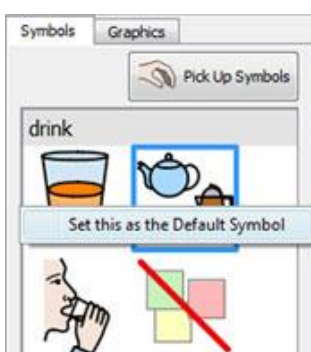 Symbols Graphics
Pick Up Symbols
drink
Set this as the Default Symbol